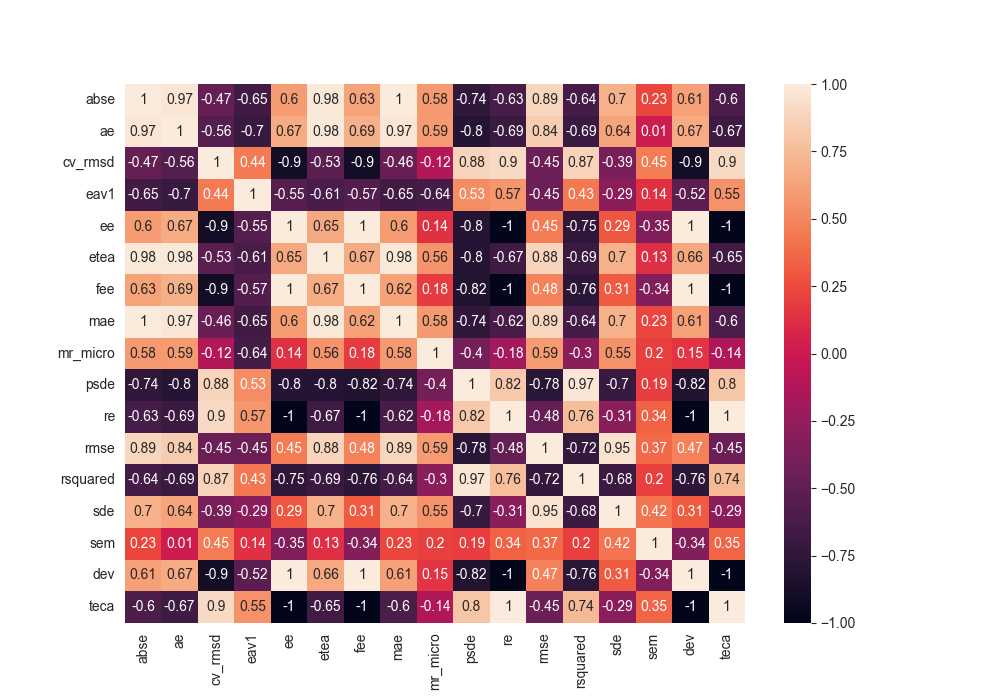 abse 1 0.97 -0.47 -0.65 0.6 0.98 0.63 1 0.58 -0.74 -0.63 0.89 -0.64 0.7 0.23 0.61 -0.6
ae 0.97 1 -0.56 -0.7 0.67 0.98 0.69 0.97 0.59 -0.8 -0.69 0.84 -0.69 0.64 0.01 0.67 -0.67
cv_rmsd -0.47 -0.56 1 0.44 -0.9 -0.53 -0.9 -0.46 -0.12 0.88 0.9 -0.45 0.87 -0.39 0.45 -0.9 0.9
eav1 -0.65 -0.7 0.44 1 -0.55 -0.61 -0.57 -0.65 -0.64 0.53 0.57 -0.45 0.43 -0.29 0.14 -0.52 0.55
ee 0.6 0.67 -0.9 -0.55 1 0.65 1 0.6 0.14 -0.8 -1 0.45 -0.75 0.29 -0.35 1 -1
etea 0.98 0.98 -0.53 -0.61 0.65 1 0.67 0.98 0.56 -0.8 -0.67 0.88 -0.69 0.7 0.13 0.66 -0.65
fee 0.63 0.69 -0.9 -0.57 1 0.67 1 0.62 0.18 -0.82 -1 0.48 -0.76 0.31 -0.34 1 -1
mae 1 0.97 -0.46 -0.65 0.6 0.98 0.62 1 0.58 -0.74 -0.62 0.89 -0.64 0.7 0.23 0.61 -0.6
mr_micro 0.58 0.59 -0.12 -0.64 0.14 0.56 0.18 0.58 1 -0.4 -0.18 0.59 -0.3 0.55 0.2 0.15 -0.14
psde -0.74 -0.8 0.88 0.53 -0.8 -0.8 -0.82 -0.74 -0.4 1 0.82 -0.78 0.97 -0.7 0.19 -0.82 0.8
re -0.63 -0.69 0.9 0.57 -1 -0.67 -1 -0.62 -0.18 0.82 1 -0.48 0.76 -0.31 0.34 -1 1
rmse 0.89 0.84 -0.45 -0.45 0.45 0.88 0.48 0.89 0.59 -0.78 -0.48 1 -0.72 0.95 0.37 0.47 -0.45
rsquared -0.64 -0.69 0.87 0.43 -0.75 -0.69 -0.76 -0.64 -0.3 0.97 0.76 -0.72 1 -0.68 0.2 -0.76 0.74
sde 0.7 0.64 -0.39 -0.29 0.29 0.7 0.31 0.7 0.55 -0.7 -0.31 0.95 -0.68 1 0.42 0.31 -0.29
sem 0.23 0.01 0.45 0.14 -0.35 0.13 -0.34 0.23 0.2 0.19 0.34 0.37 0.2 0.42 1 -0.34 0.35
dev 0.61 0.67 -0.9 -0.52 1 0.66 1 0.61 0.15 -0.82 -1 0.47 -0.76 0.31 -0.34 1 -1
teca -0.6 -0.67 0.9 0.55 -1 -0.65 -1 -0.6 -0.14 0.8 1 -0.45 0.74 -0.29 0.35 -1 1
abse ae cv_rmsd eav1 ee etea fee mae mr_micro psde re rmse rsquared sde sem dev teca
1.00
0.75
0.50
0.25
0.00
−0.25
−0.50
−0.75
−1.00